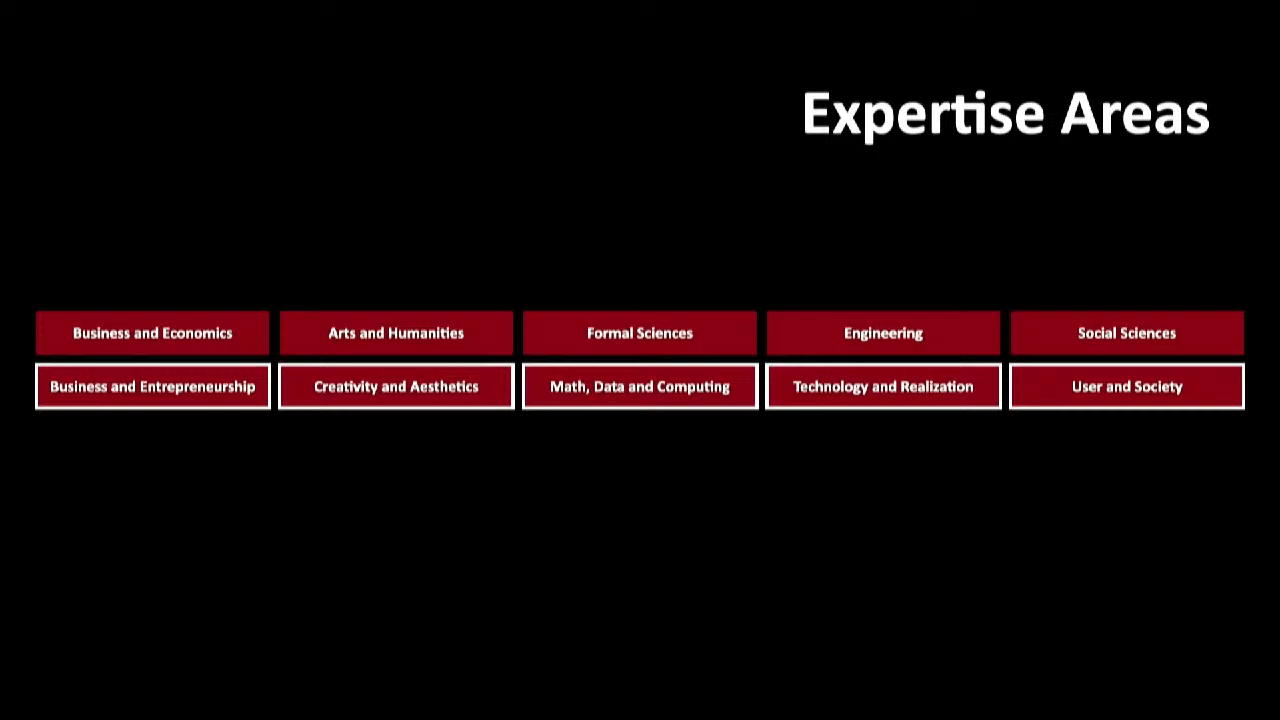 Expertise Areas
Business and Economics
Arts and Humanities
Formal Sciences
Engineering
Social Sciences
Business and Entrepreneurship
Creativity and Aesthetics
Math, Data and Computing
Technology and Realization
User and Society